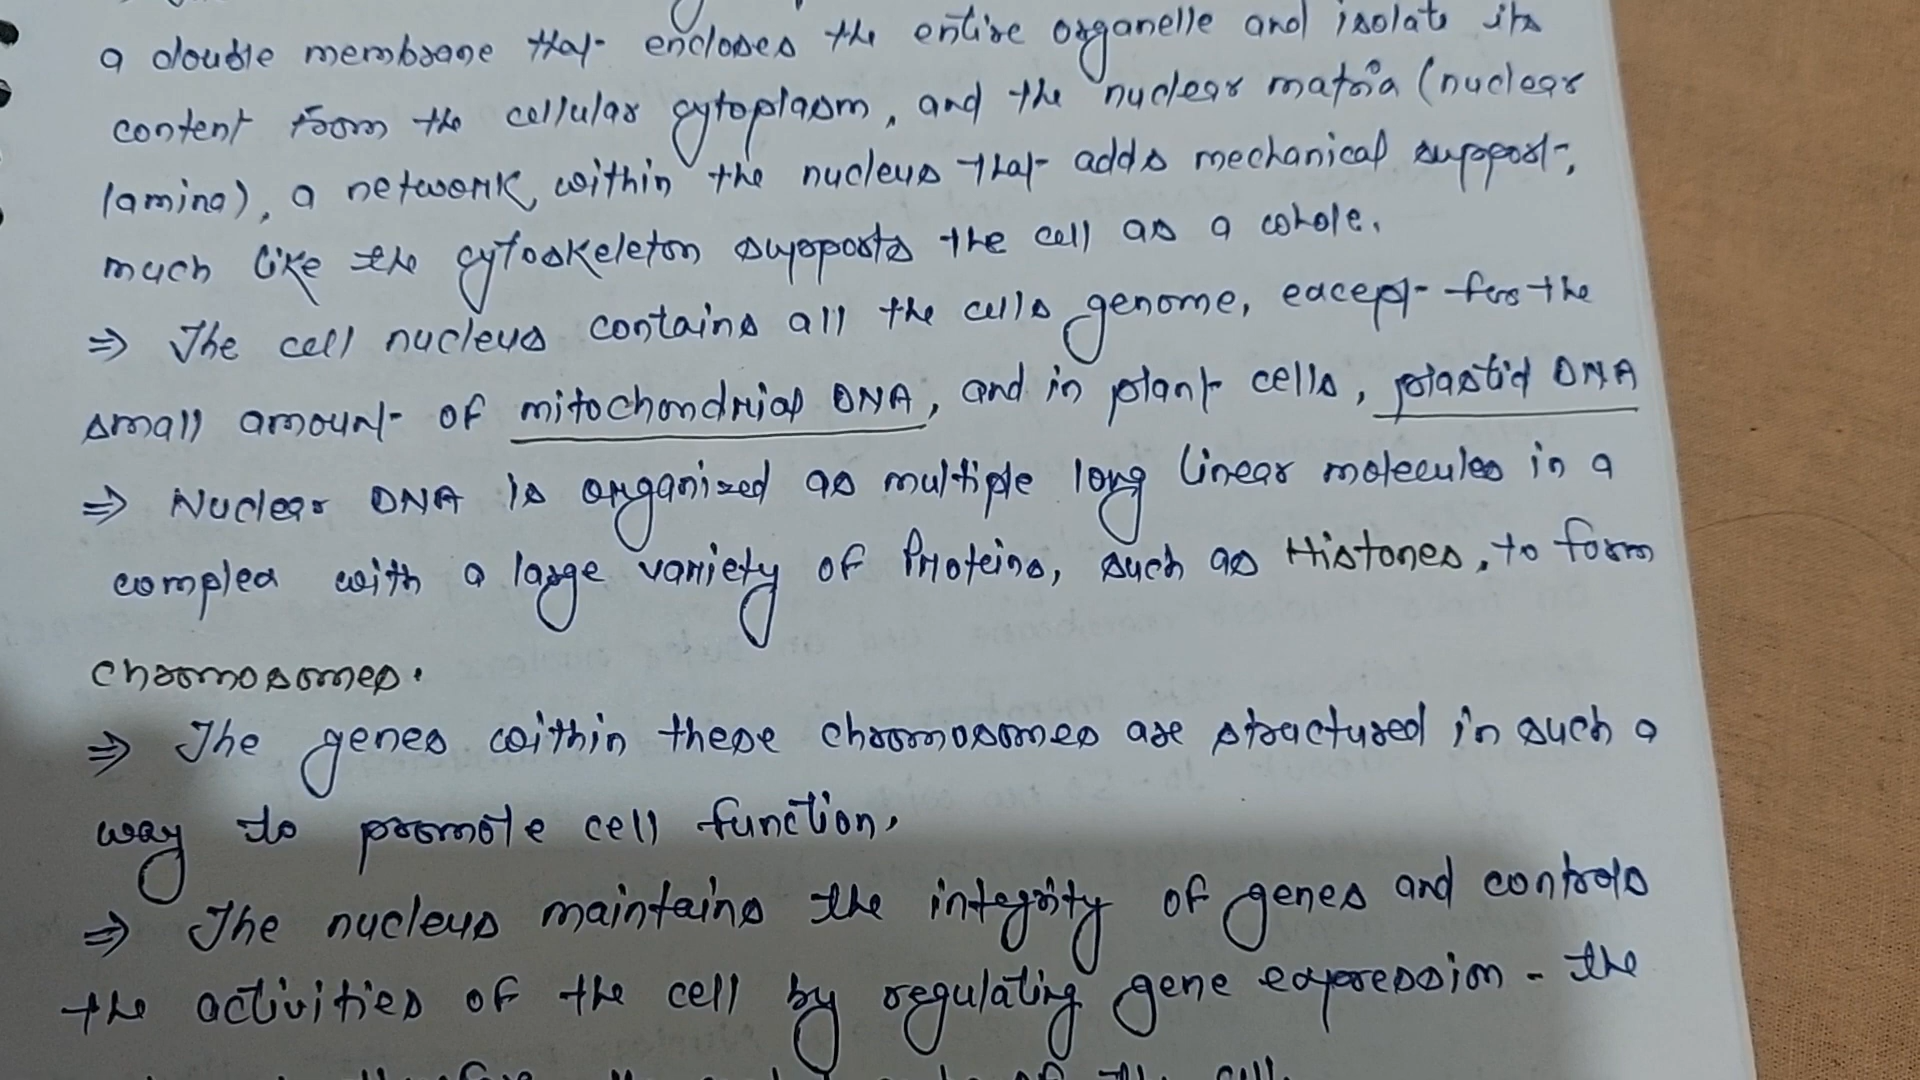 a double membrane that encloses the entire organelle and isolate its
content from the cellular cytoplasm, and the nuclear matrix (nuclear
lamina), a network within the nucleus that adds mechanical support,
much like the cytoskeleton supports the cell as a whole.
⇒ The cell nucleus contains all the cells genome, except for the
small amount of mitochondrial DNA, and in plant cells, plastid DNA
⇒ Nuclear DNA is organized as multiple long linear molecules in a
complex with a large variety of Proteins, such as Histones, to form
chromosomes.
⇒ The genes within these chromosomes are structured in such a
way to promote cell function.
⇒ The nucleus maintains the integrity of genes and controls
the activities of the cell by regulating gene expression - the
of the cell.